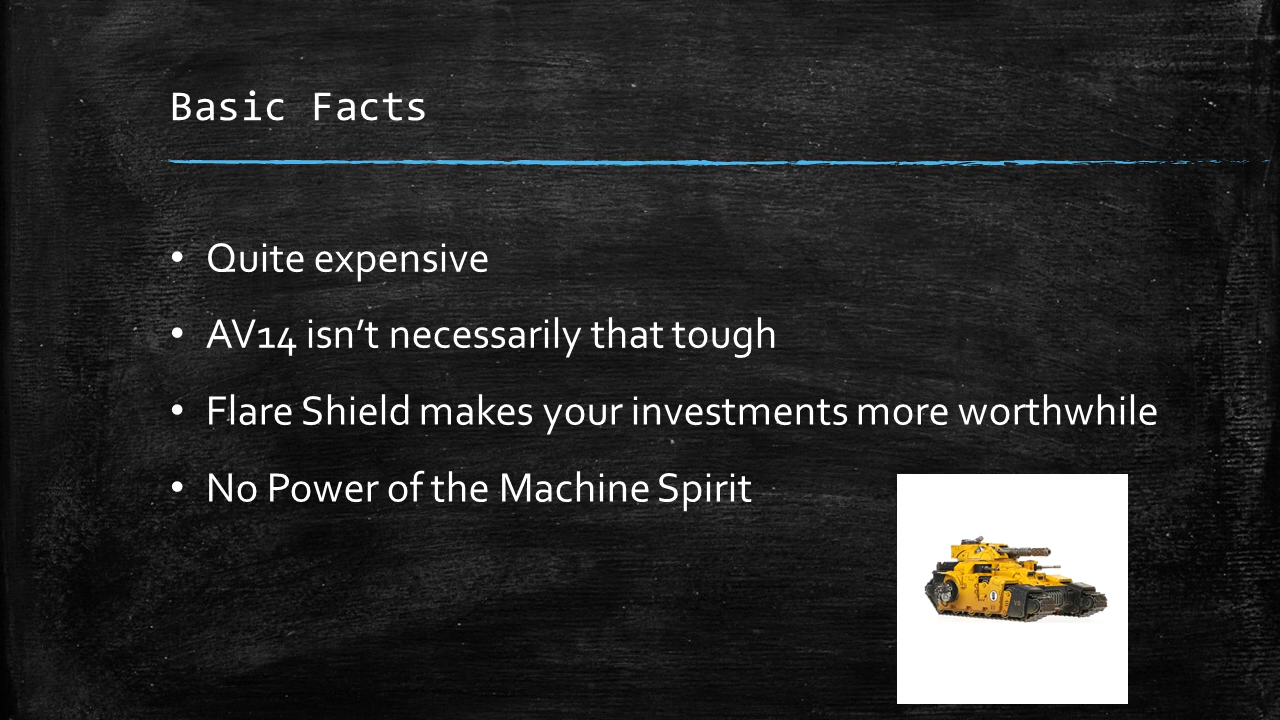 Basic Facts
• Quite expensive
• AV14 isn’t necessarily that tough
• Flare Shield makes your investments more worthwhile
• No Power of the Machine Spirit